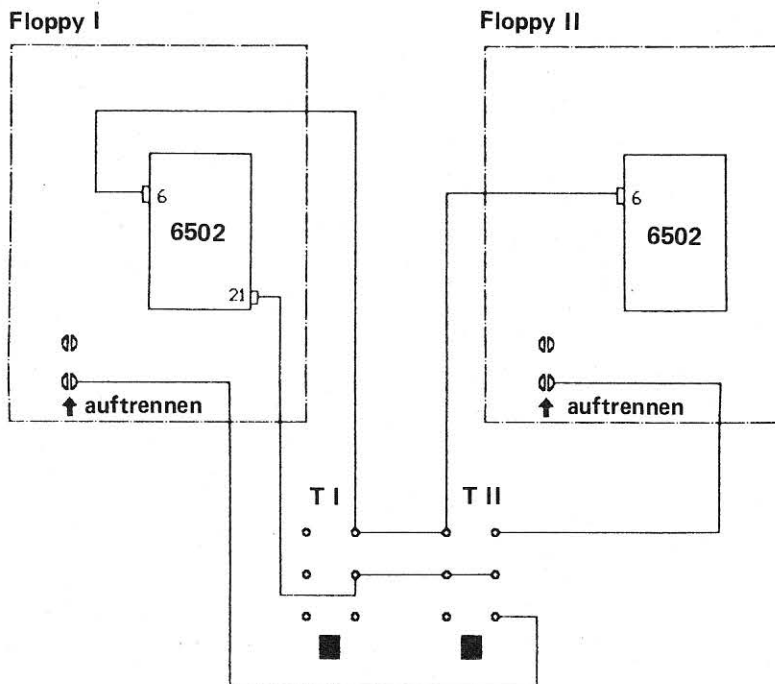 Floppy I
Floppy II
6
6502
21
auftrennen
6
6502
auftrennen
T I
T II